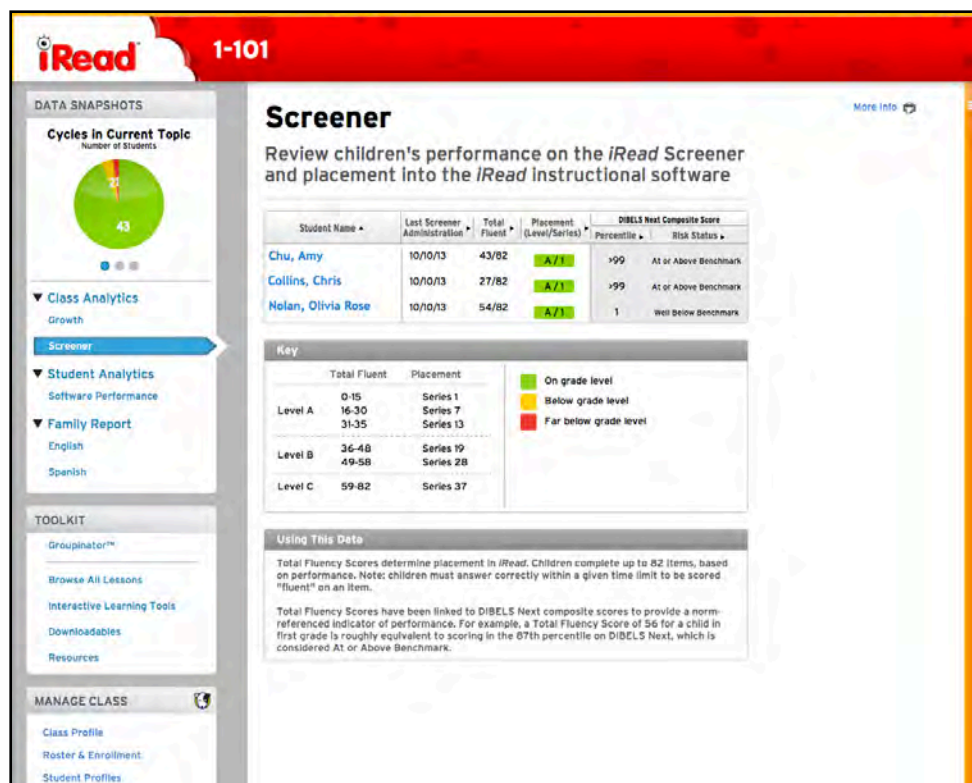 iRead
1-101
DATA SNAPSHOTS
Cycles in Current Topic
Number of Students
43
▼ Class Analytics
Growth
Screener
▼ Student Analytics
Software Performance
▼ Family Report
English
Spanish
TOOLKIT
Groupinator™
Browse All Lessons
Interactive Learning Tools
Downloadables
Resources
MANAGE CLASS
Class Profile
Roster & Enrollment
Student Profiles
Screener
More Info
Review children's performance on the iRead Screener
and placement into the iRead instructional software
Student Name Last Screener Administration Total Fluent Placement (Level/Series) DIBELS Next Composite Score
Percentile Risk Status
Chu, Amy 10/10/13 43/82 A / 1 >99 At or Above Benchmark
Collins, Chris 10/10/13 27/82 A / 1 >99 At or Above Benchmark
Nolan, Olivia Rose 10/10/13 54/82 A / 1 1 Well Below Benchmark
Key
Total Fluent Placement
0-15 Series 1
Level A 16-30 Series 7
31-35 Series 13
Level B 36-48 Series 19
49-58 Series 28
Level C 59-82 Series 37
On grade level
Below grade level
Far below grade level
Using This Data
Total Fluency Scores determine placement in iRead. Children complete up to 82 items, based
on performance. Note: children must answer correctly within a given time limit to be scored
"fluent" on an item.
Total Fluency Scores have been linked to DIBELS Next composite scores to provide a norm-
referenced indicator of performance. For example, a Total Fluency Score of 56 for a child in
first grade is roughly equivalent to scoring in the 87th percentile on DIBELS Next, which is
considered At or Above Benchmark.